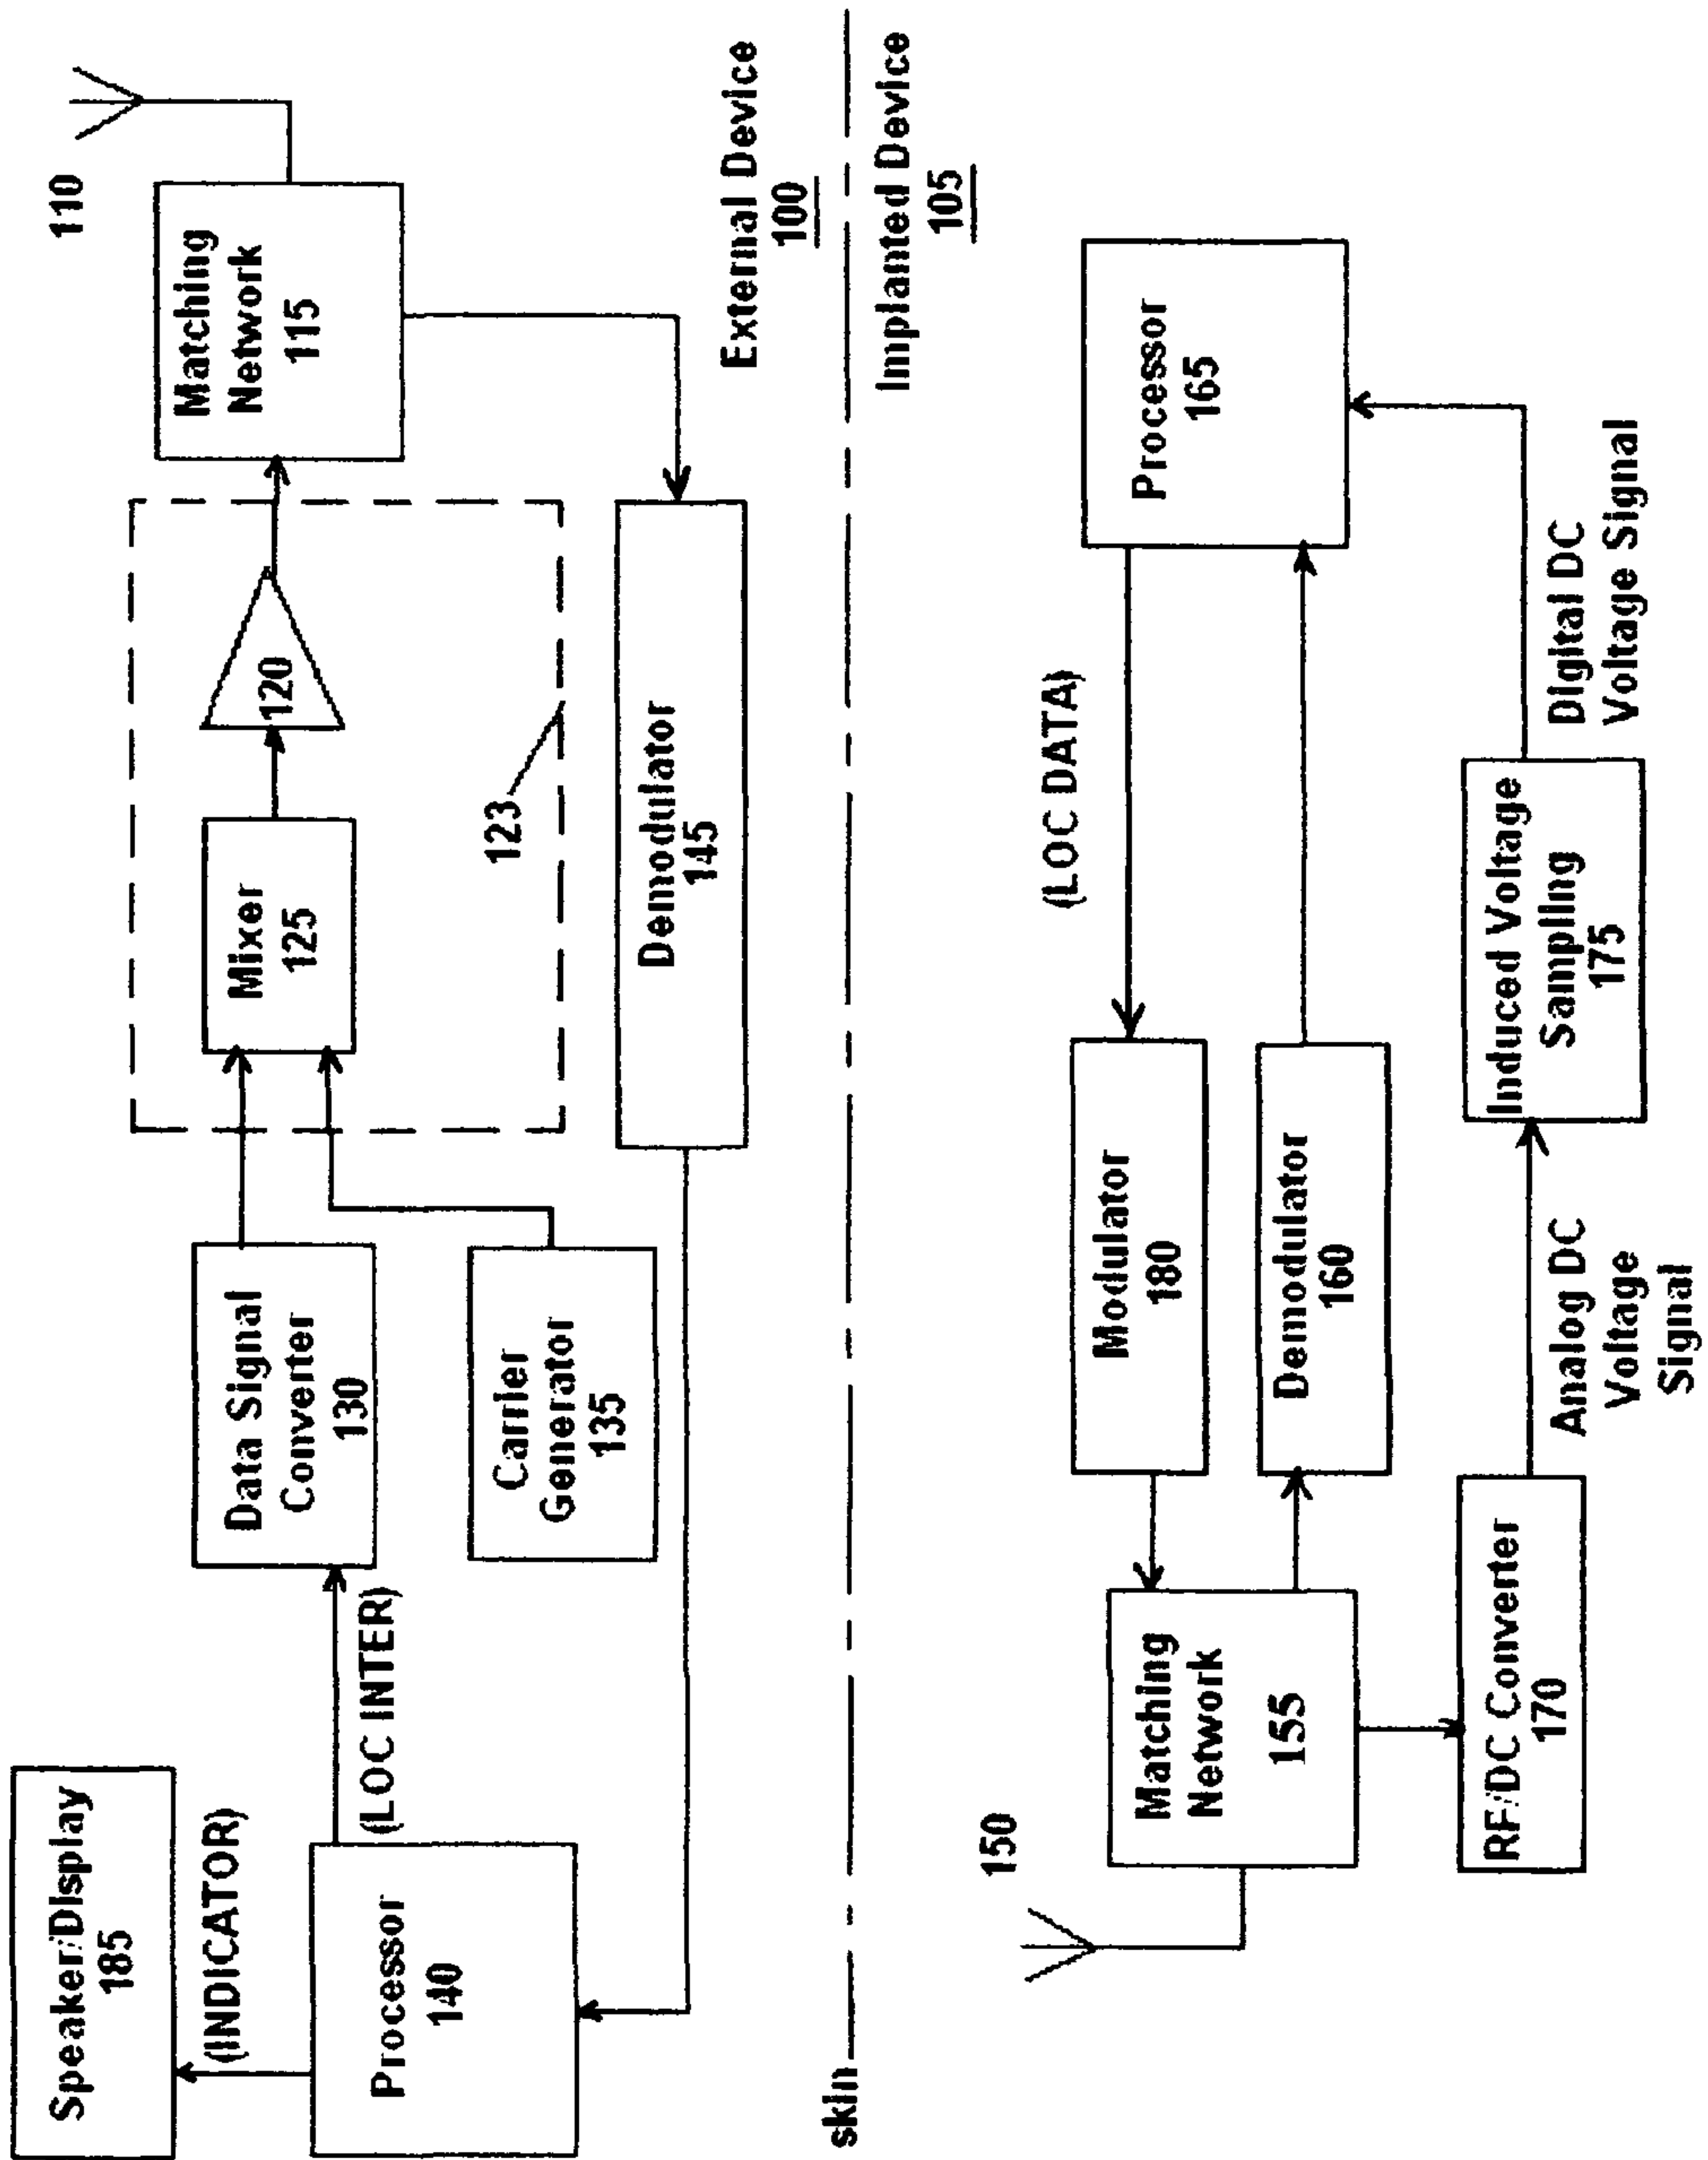 Speaker/Display
185
(INDICATOR)
Processor
140
(LOC INTER)
Data Signal
Converter
130
Carrier
Generator
135
Mixer
125
120
123
Demodulator
145
Matching
Network
115
110
External Device
100
skin
Implanted Device
105
150
Matching
Network
155
Modulator
180
Demodulator
160
(LOC DATA)
Processor
165
RF/DC Converter
170
Analog DC
Voltage
Signal
Induced Voltage
Sampling
175
Digital DC
Voltage Signal